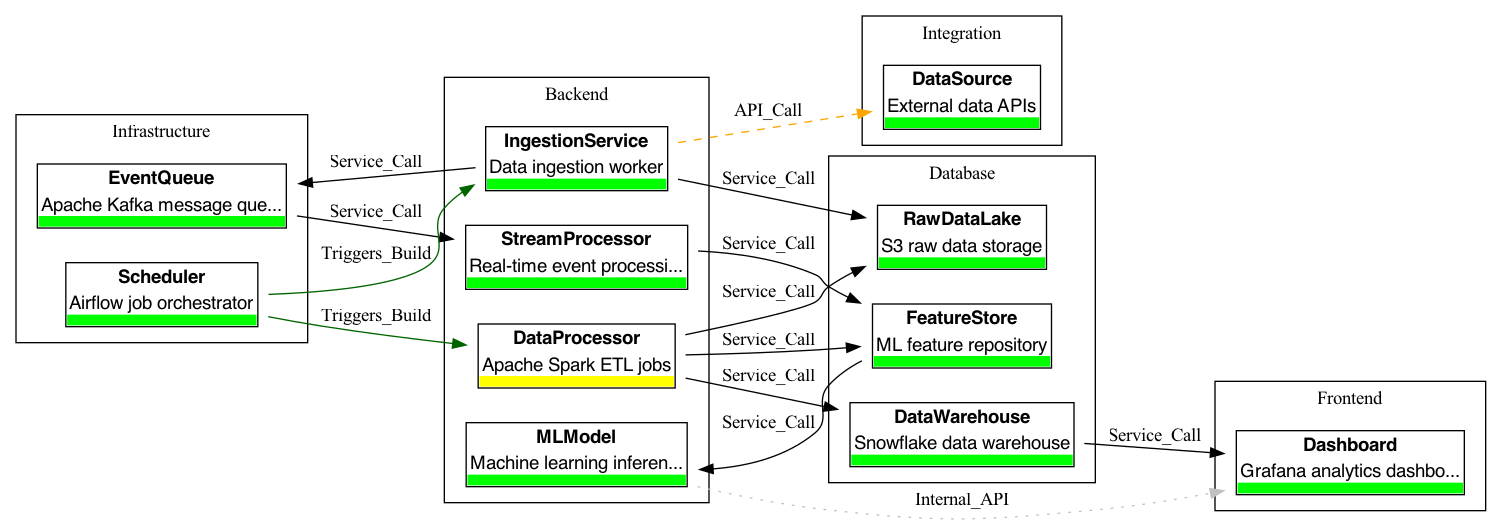 Infrastructure
EventQueue
Apache Kafka message que...
Scheduler
Airflow job orchestrator
Service_Call
Service_Call
Triggers_Build
Triggers_Build
Backend
IngestionService
Data ingestion worker
StreamProcessor
Real-time event processi...
DataProcessor
Apache Spark ETL jobs
MLModel
Machine learning inferen...
API_Call
Service_Call
Service_Call
Service_Call
Service_Call
Service_Call
Service_Call
Integration
DataSource
External data APIs
Database
RawDataLake
S3 raw data storage
FeatureStore
ML feature repository
DataWarehouse
Snowflake data warehouse
Internal_API
Service_Call
Frontend
Dashboard
Grafana analytics dashbo...